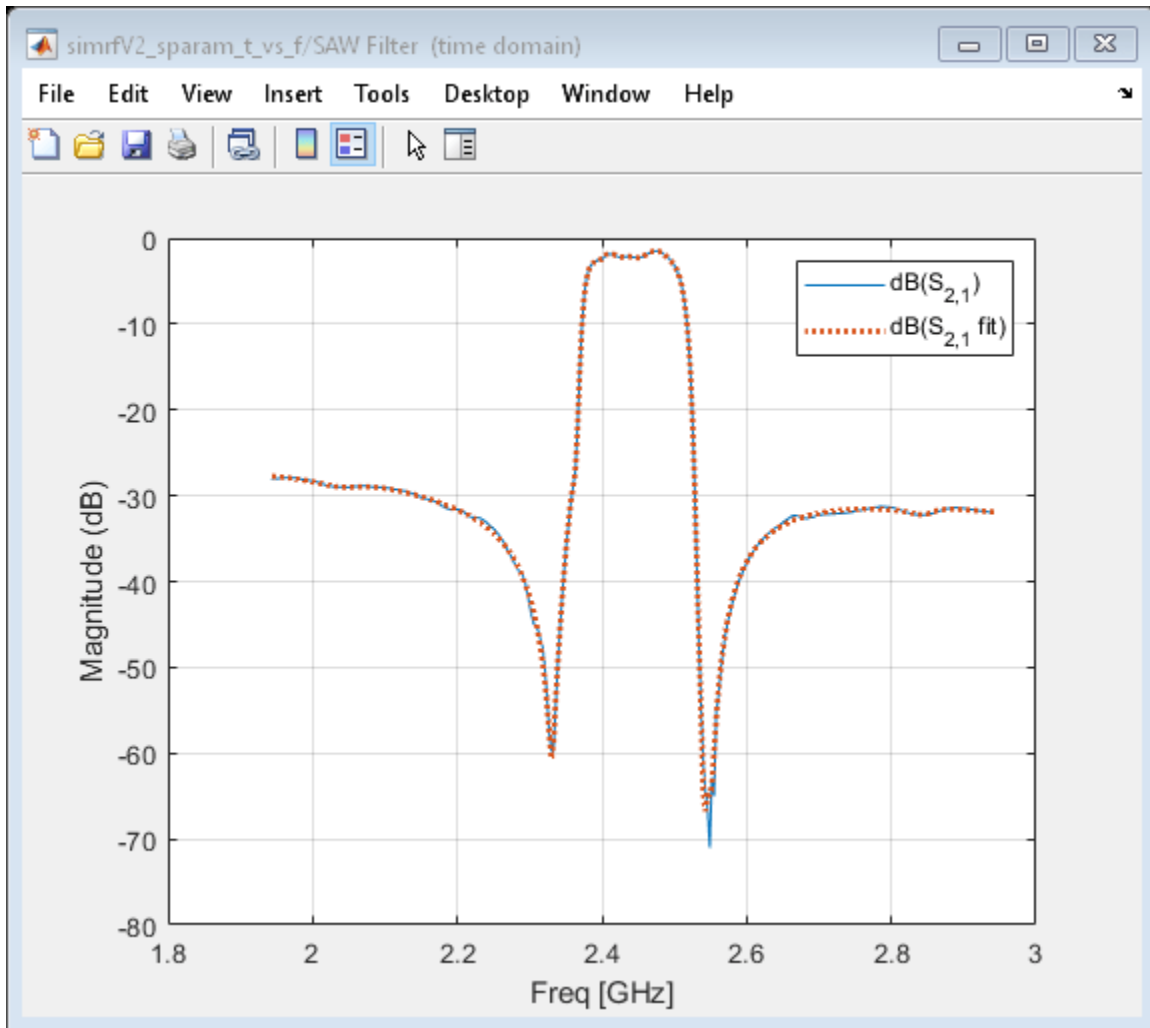 simrfV2_sparam_t_vs_f/SAW Filter (time domain)
File Edit View Insert Tools Desktop Window Help
0
-10
-20
-30
-40
-50
-60
-70
-80
Magnitude (dB)
dB(S2,1)
dB(S2,1 fit)
1.8 2 2.2 2.4 2.6 2.8 3
Freq [GHz]